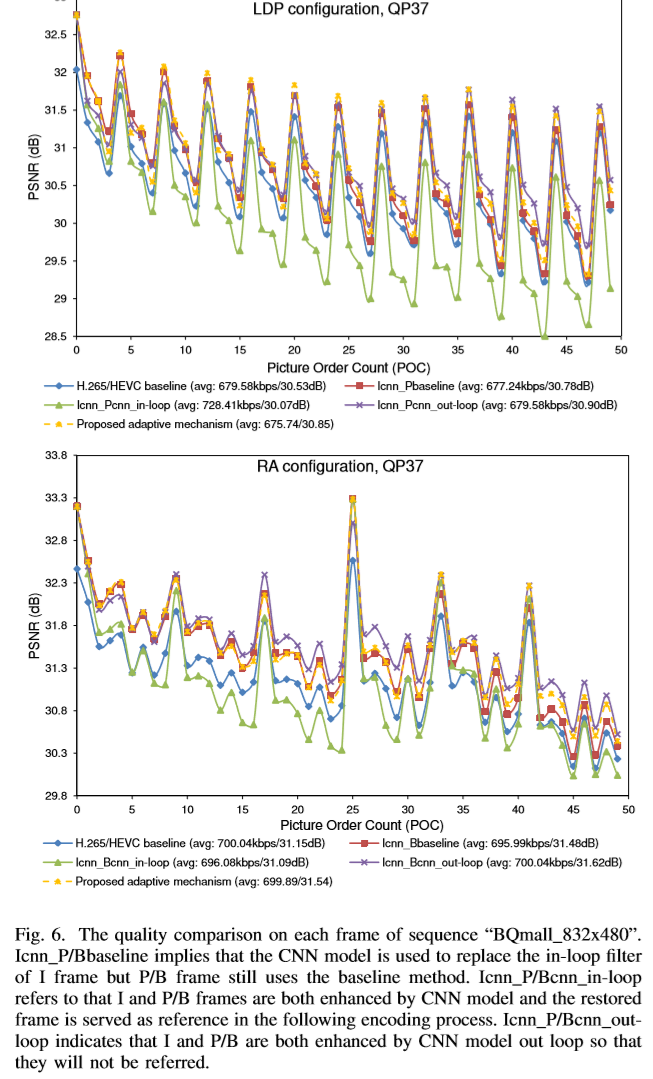 LDP configuration, QP37
32.5
32
31.5
31
30.5
30
29.5
29
28.5
PSNR (dB)
0 5 10 15 20 25 30 35 40 45 50
Picture Order Count (POC)
H.265/HEVC baseline (avg: 679.58kbps/30.53dB) Icnn_Pbaseline (avg: 677.24kbps/30.78dB)
Icnn_Pcnn_in-loop (avg: 728.41kbps/30.07dB) Icnn_Pcnn_out-loop (avg: 679.58kbps/30.90dB)
Proposed adaptive mechanism (avg: 675.74/30.85)
RA configuration, QP37
33.8
33.3
32.8
32.3
31.8
31.3
30.8
30.3
29.8
PSNR (dB)
0 5 10 15 20 25 30 35 40 45 50
Picture Order Count (POC)
H.265/HEVC baseline (avg: 700.04kbps/31.15dB) Icnn_Bbaseline (avg: 695.99kbps/31.48dB)
Icnn_Bcnn_in-loop (avg: 696.08kbps/31.09dB) Icnn_Bcnn_out-loop (avg: 700.04kbps/31.62dB)
Proposed adaptive mechanism (avg: 699.89/31.54)
Fig. 6. The quality comparison on each frame of sequence “BQmall_832x480”.
Icnn_P/Bbaseline implies that the CNN model is used to replace the in-loop filter
of I frame but P/B frame still uses the baseline method. Icnn_P/Bcnn_in-loop
refers to that I and P/B frames are both enhanced by CNN model and the restored
frame is served as reference in the following encoding process. Icnn_P/Bcnn_out-
loop indicates that I and P/B are both enhanced by CNN model out loop so that
they will not be referred.